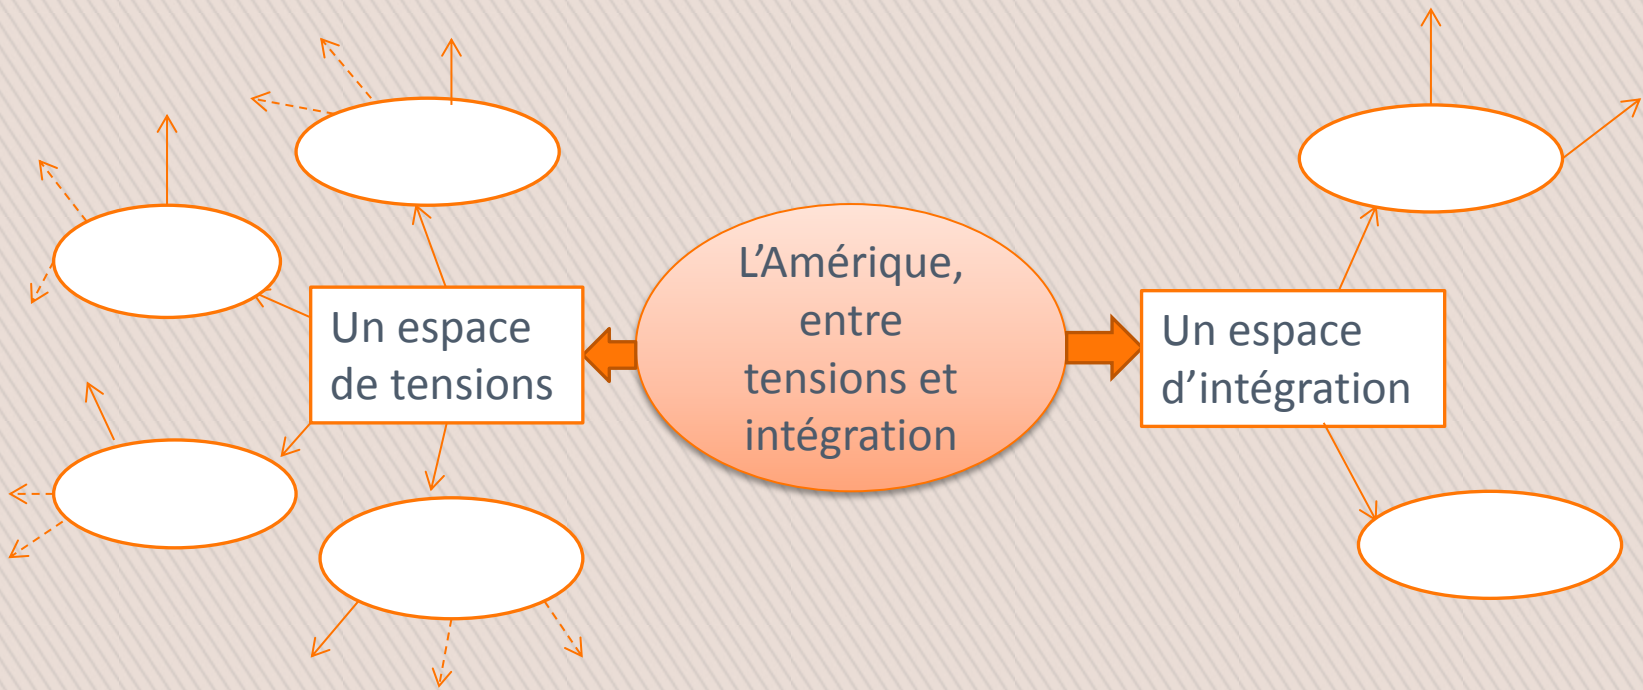 Un espace
de tensions
L’Amérique,
entre
tensions et
intégration
Un espace
d’intégration